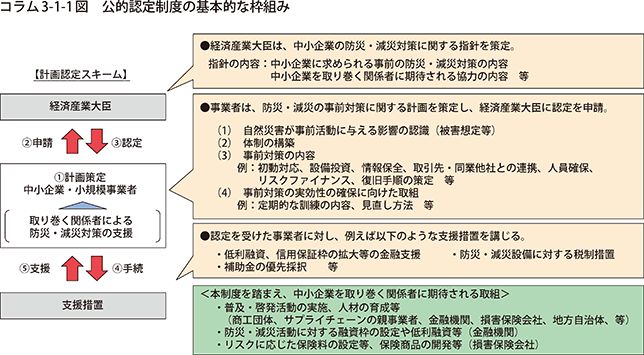 コラム3-1-1図　公的認定制度の基本的な枠組み
【計画認定スキーム】
経済産業大臣
②申請
③認定
①計画策定
中小企業・小規模事業者
取り巻く関係者による
防災・減災対策の支援
⑤支援
④手続
支援措置
●経済産業大臣は、中小企業の防災・減災対策に関する指針を策定。
指針の内容：中小企業に求められる事前の防災・減災対策の内容
中小企業を取り巻く関係者に期待される協力の内容　等
●事業者は、防災・減災の事前対策に関する計画を策定し、経済産業大臣に認定を申請。
(1)　自然災害が事前活動に与える影響の認識（被害想定等）
(2)　体制の構築
(3)　事前対策の内容
例：初動対応、設備投資、情報保全、取引先・同業他社との連携、人員確保、
リスクファイナンス、復旧手順の策定　等
(4)　事前対策の実効性の確保に向けた取組
例：定期的な訓練の内容、見直し方法　等
●認定を受けた事業者に対し、例えば以下のような支援措置を講じる。
・低利融資、信用保証枠の拡大等の金融支援　・防災・減災設備に対する税制措置
・補助金の優先採択　等
＜本制度を踏まえ、中小企業を取り巻く関係者に期待される取組＞
・普及・啓発活動の実施、人材の育成等
（商工団体、サプライチェーンの親事業者、金融機関、損害保険会社、地方自治体、等）
・防災・減災活動に対する融資枠の設定や低利融資等（金融機関）
・リスクに応じた保険料の設定等、保険商品の開発等（損害保険会社）